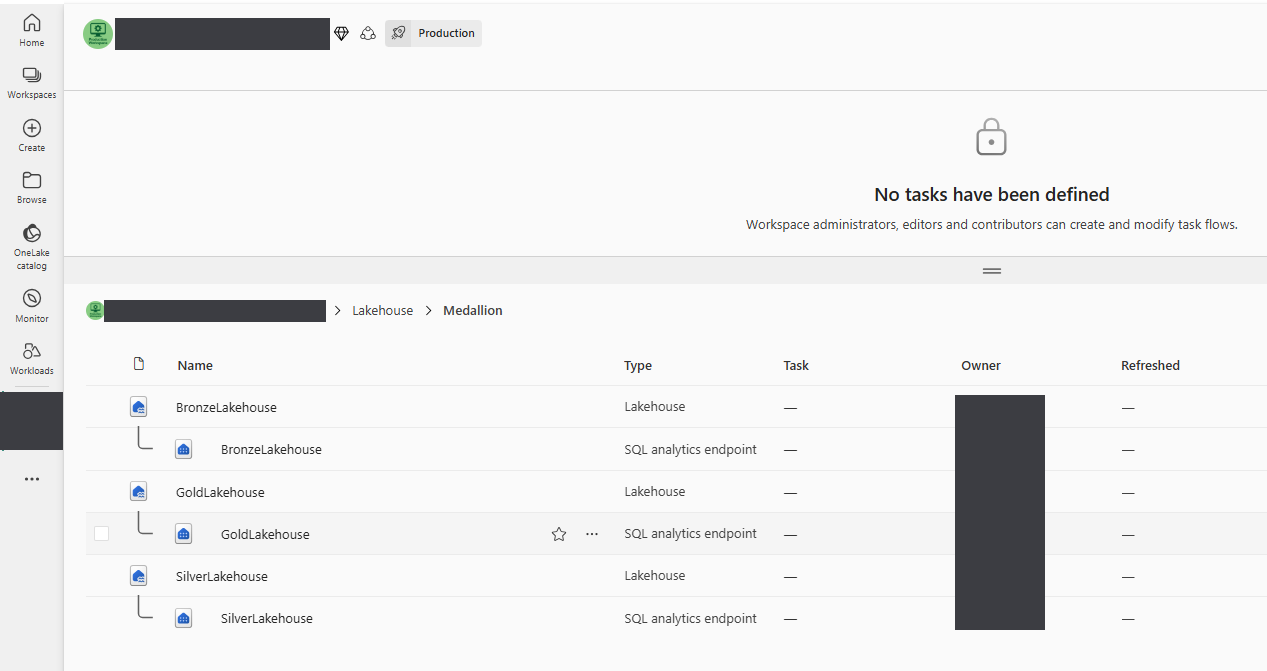 Home
Workspaces
Create
Browse
OneLake
catalog
Monitor
Workloads
Production
No tasks have been defined
Workspace administrators, editors and contributors can create and modify task flows.
Lakehouse > Medallion
Name Type Task Owner Refreshed
BronzeLakehouse Lakehouse — —
BronzeLakehouse SQL analytics endpoint — —
GoldLakehouse Lakehouse — —
GoldLakehouse SQL analytics endpoint — —
SilverLakehouse Lakehouse — —
SilverLakehouse SQL analytics endpoint — —